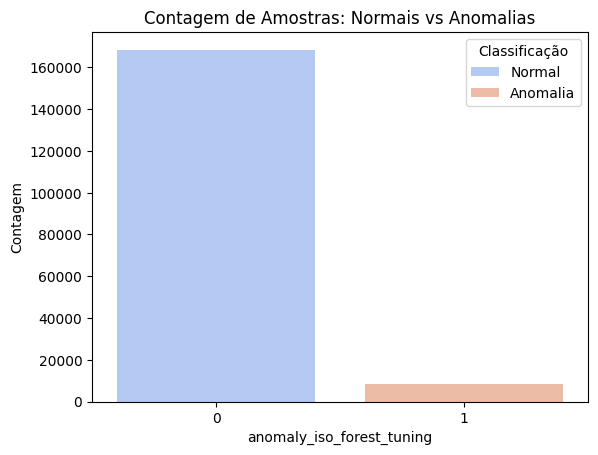 Contagem de Amostras: Normais vs Anomalias
Classificação
Normal
Anomalia
Contagem
160000
140000
120000
100000
80000
60000
40000
20000
0
0 1
anomaly_iso_forest_tuning